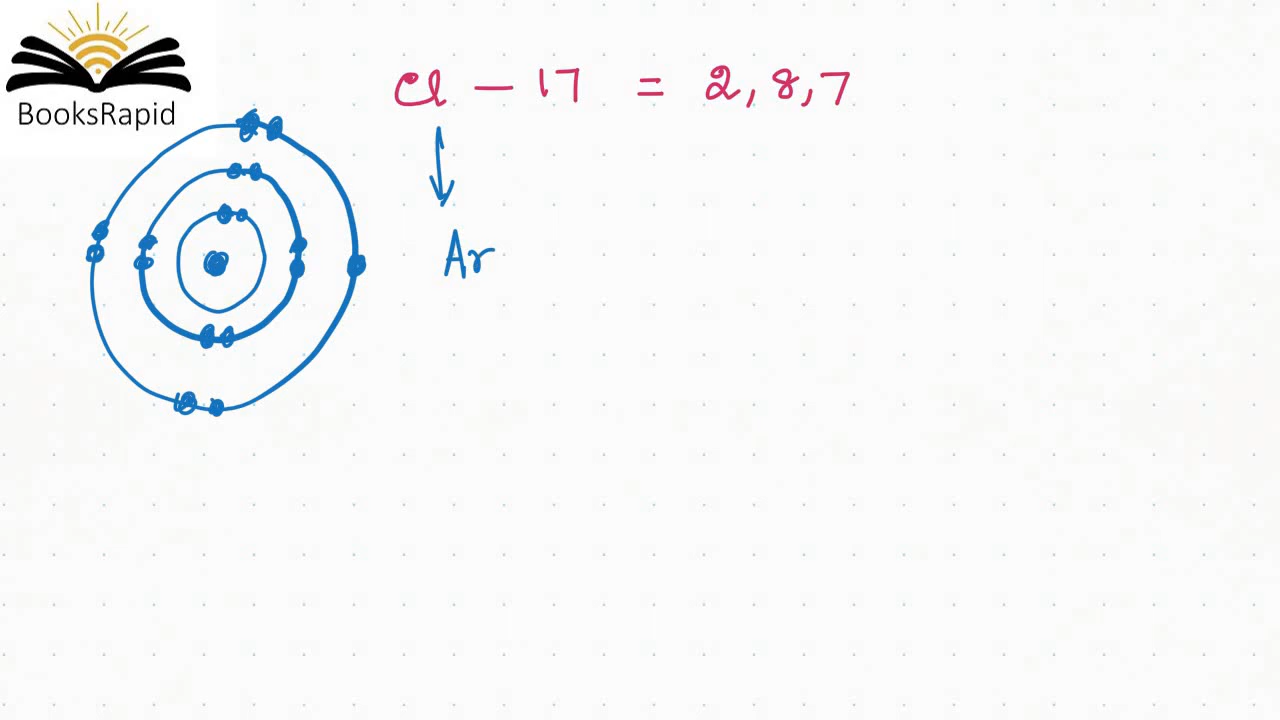 BooksRapid
Cl - 17 = 2, 8, 7
Ar